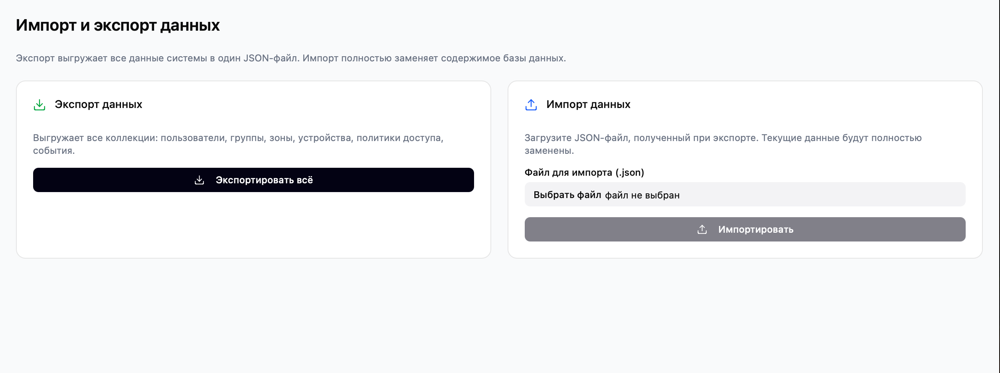 Импорт и экспорт данных
Экспорт выгружает все данные системы в один JSON-файл. Импорт полностью заменяет содержимое базы данных.
Экспорт данных
Выгружает все коллекции: пользователи, группы, зоны, устройства, политики доступа,
события.
Экспортировать всё
Импорт данных
Загрузите JSON-файл, полученный при экспорте. Текущие данные будут полностью
заменены.
Файл для импорта (.json)
Выбрать файл файл не выбран
Импортировать